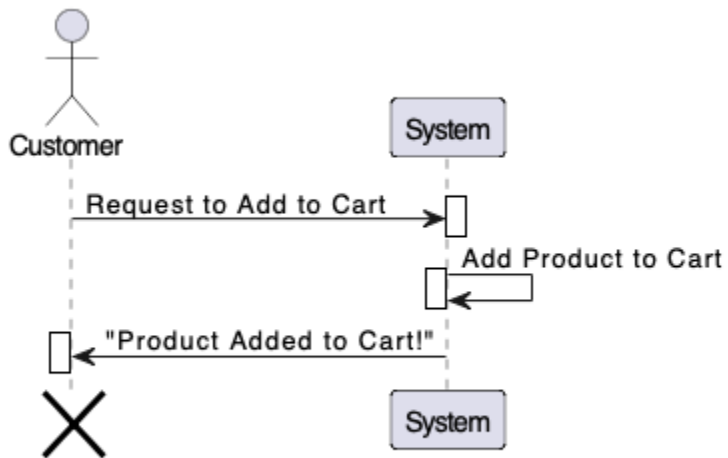 Customer
System
Request to Add to Cart
Add Product to Cart
"Product Added to Cart!"
System